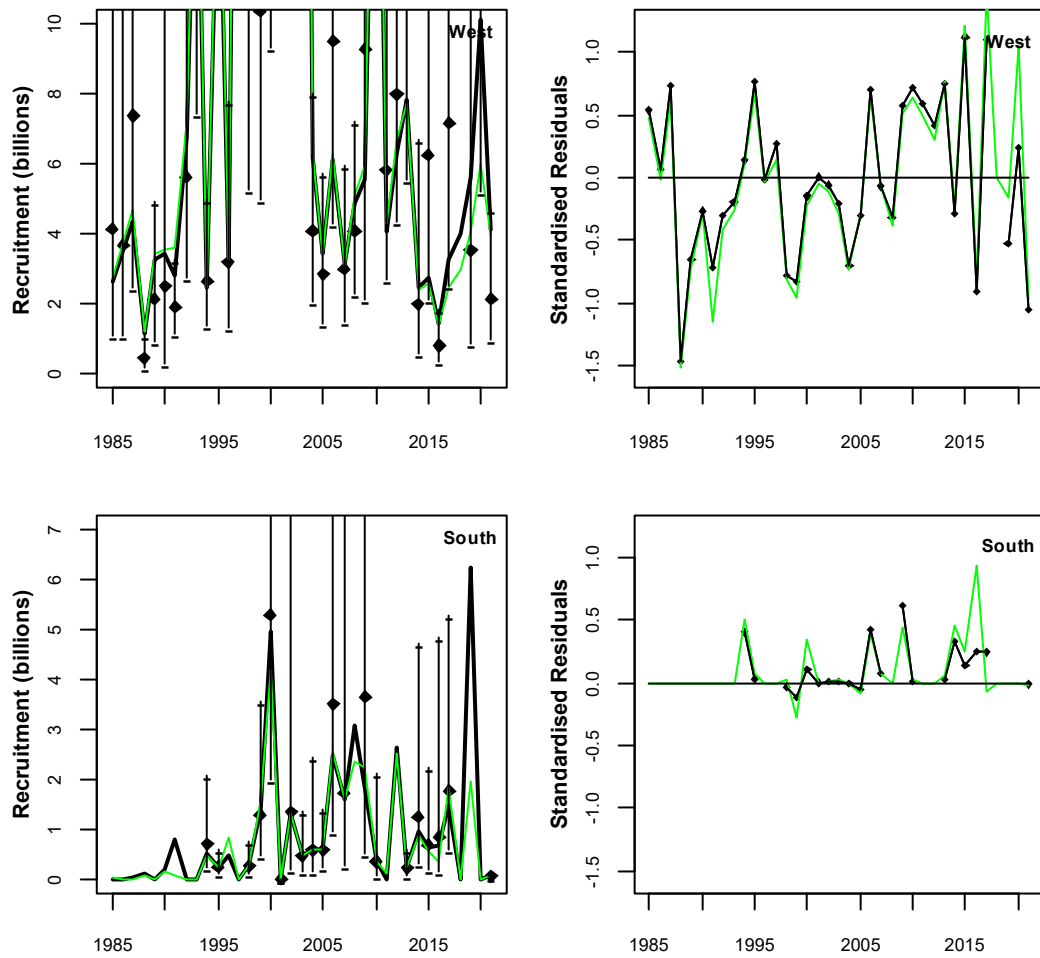 West
Recruitment (billions)
10
8
6
4
2
0
1985 1995 2005 2015
West
Standardised Residuals
1.0
0.5
0.0
-0.5
-1.0
-1.5
1985 1995 2005 2015
South
Recruitment (billions)
7
6
5
4
3
2
1
0
1985 1995 2005 2015
South
Standardised Residuals
1.0
0.5
0.0
-0.5
-1.0
-1.5
1985 1995 2005 2015